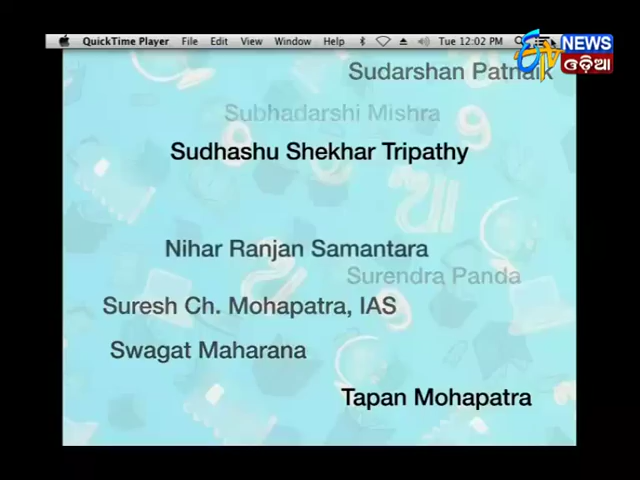 QuickTime Player File Edit View Window Help Tue 12:02 PM
ETV NEWS
ଓଡ଼ିଆ
Sudarshan Patnaik
Subhadarshi Mishra
Sudhashu Shekhar Tripathy
Nihar Ranjan Samantara
Surendra Panda
Suresh Ch. Mohapatra, IAS
Swagat Maharana
Tapan Mohapatra